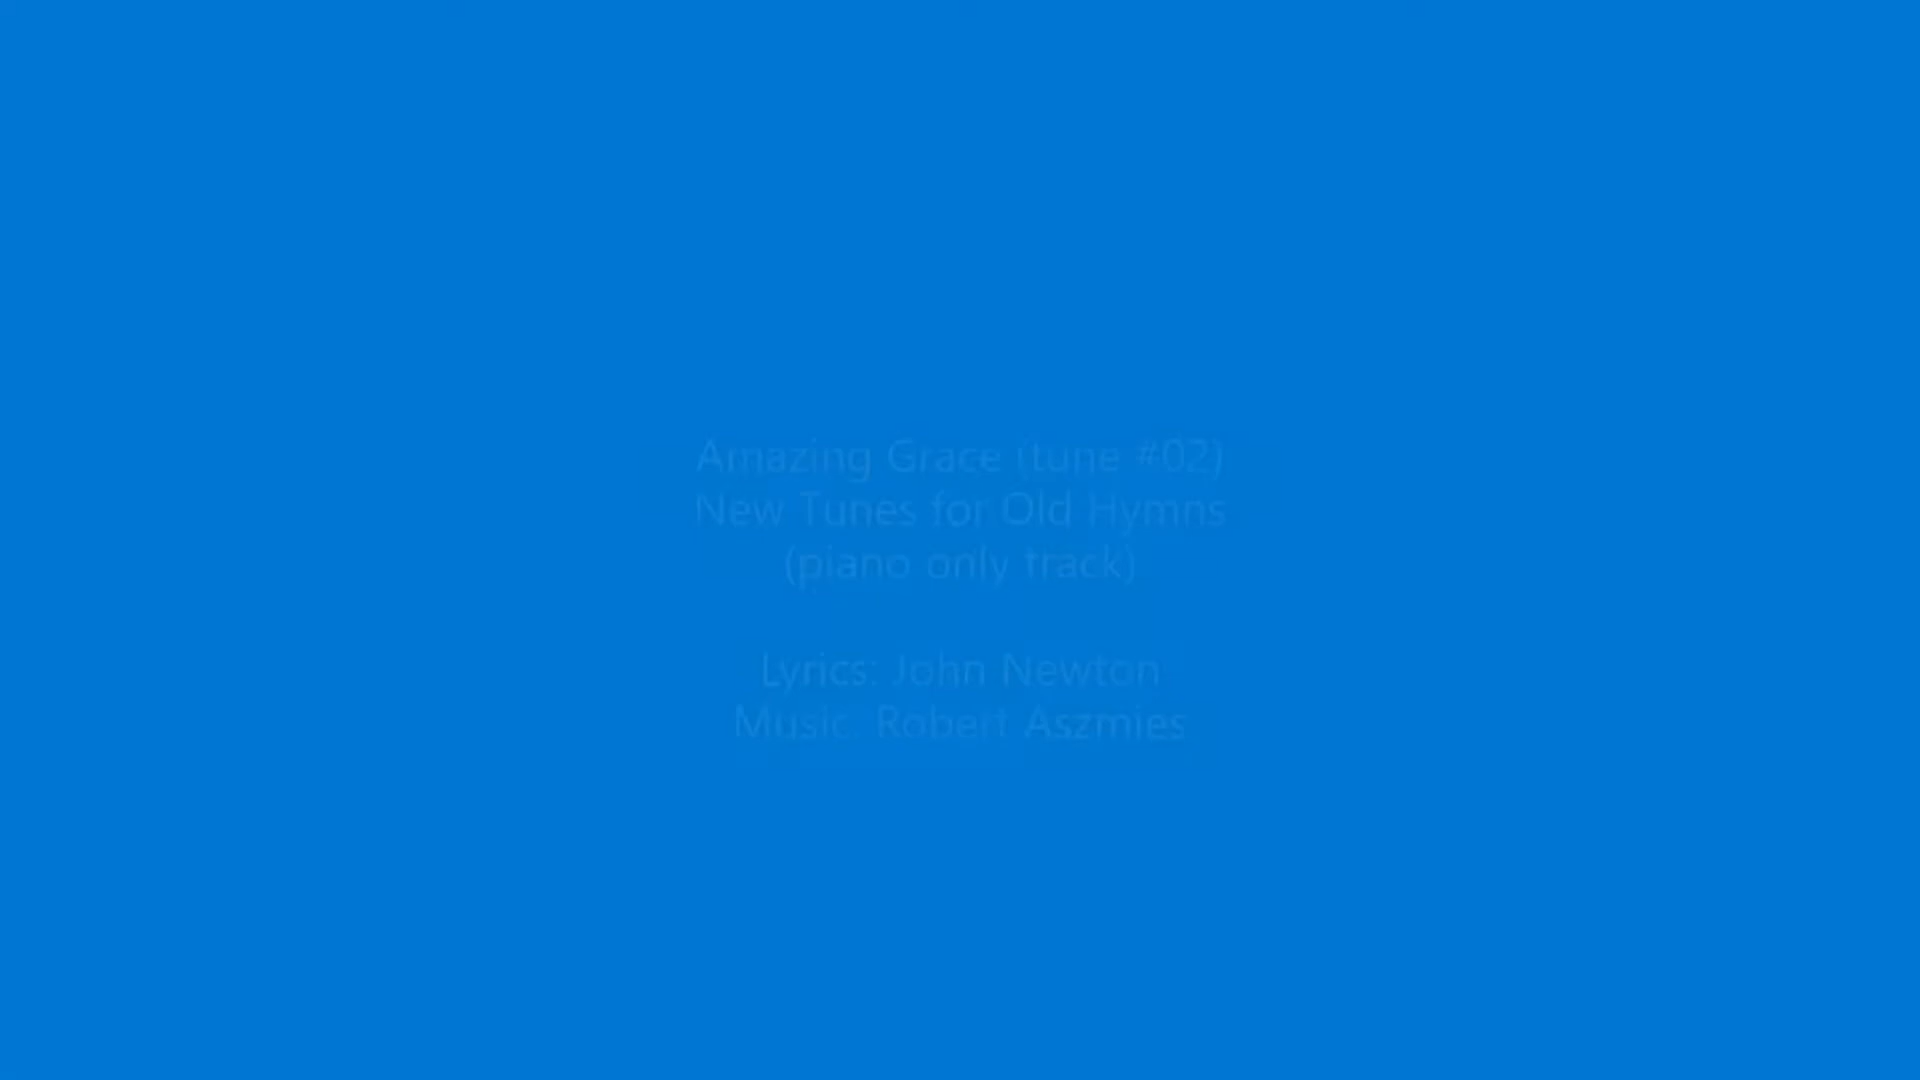 Amazing Grace (tune #02)
New Tunes for Old Hymns
(piano only track)
Lyrics: John Newton
Music: Robert Aszmies